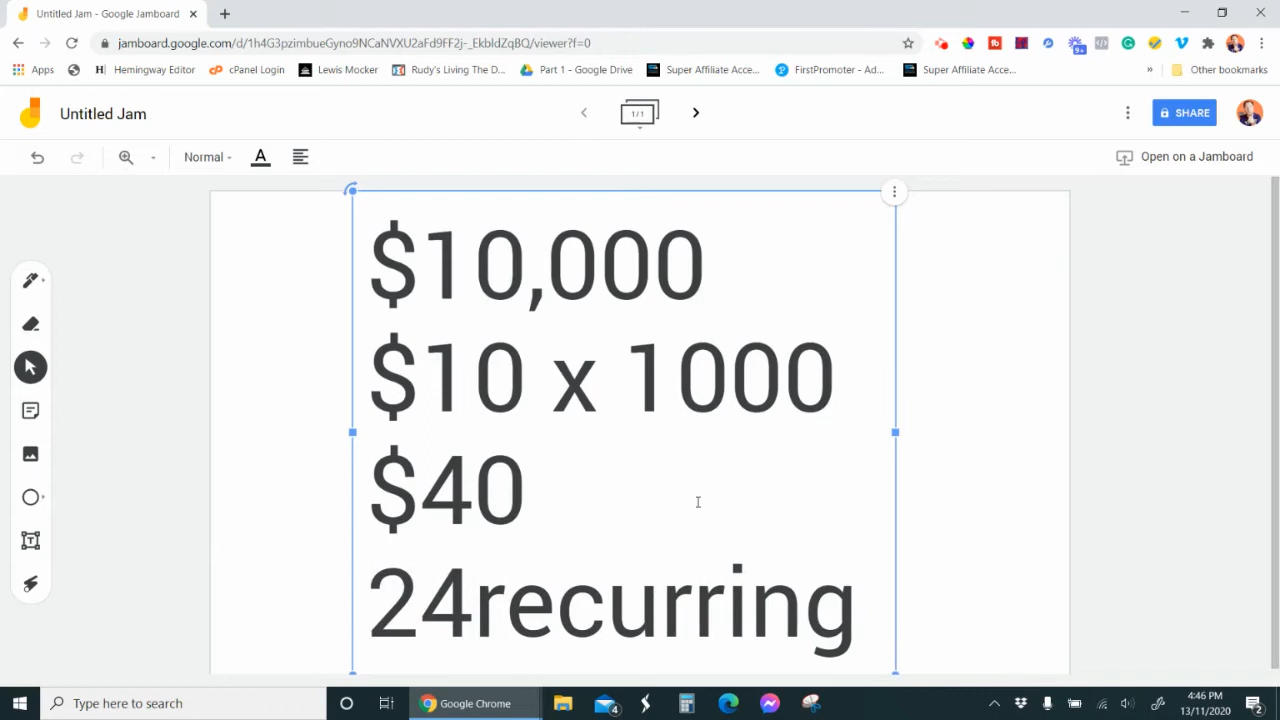 Untitled Jam - Google Jamboard
jamboard.google.com/d/1h4G3pzimbueGyno9NCaNVXU2aFd9FF2j-_EkbldZqBQ/viewer?f=0
9+
Apps
Hemingway Editor
cPanel Login
Lewis Mocker
Rudy's Living The D...
Part 1 - Google Drive
Super Affiliate Acce...
FirstPromoter - Ad...
Super Affiliate Acce...
»
Other bookmarks
Untitled Jam
1/1
SHARE
Normal
A
Open on a Jamboard
$10,000
$10 x 1000
$40
24recurring
Type here to search
Google Chrome
4
4:46 PM
13/11/2020
2